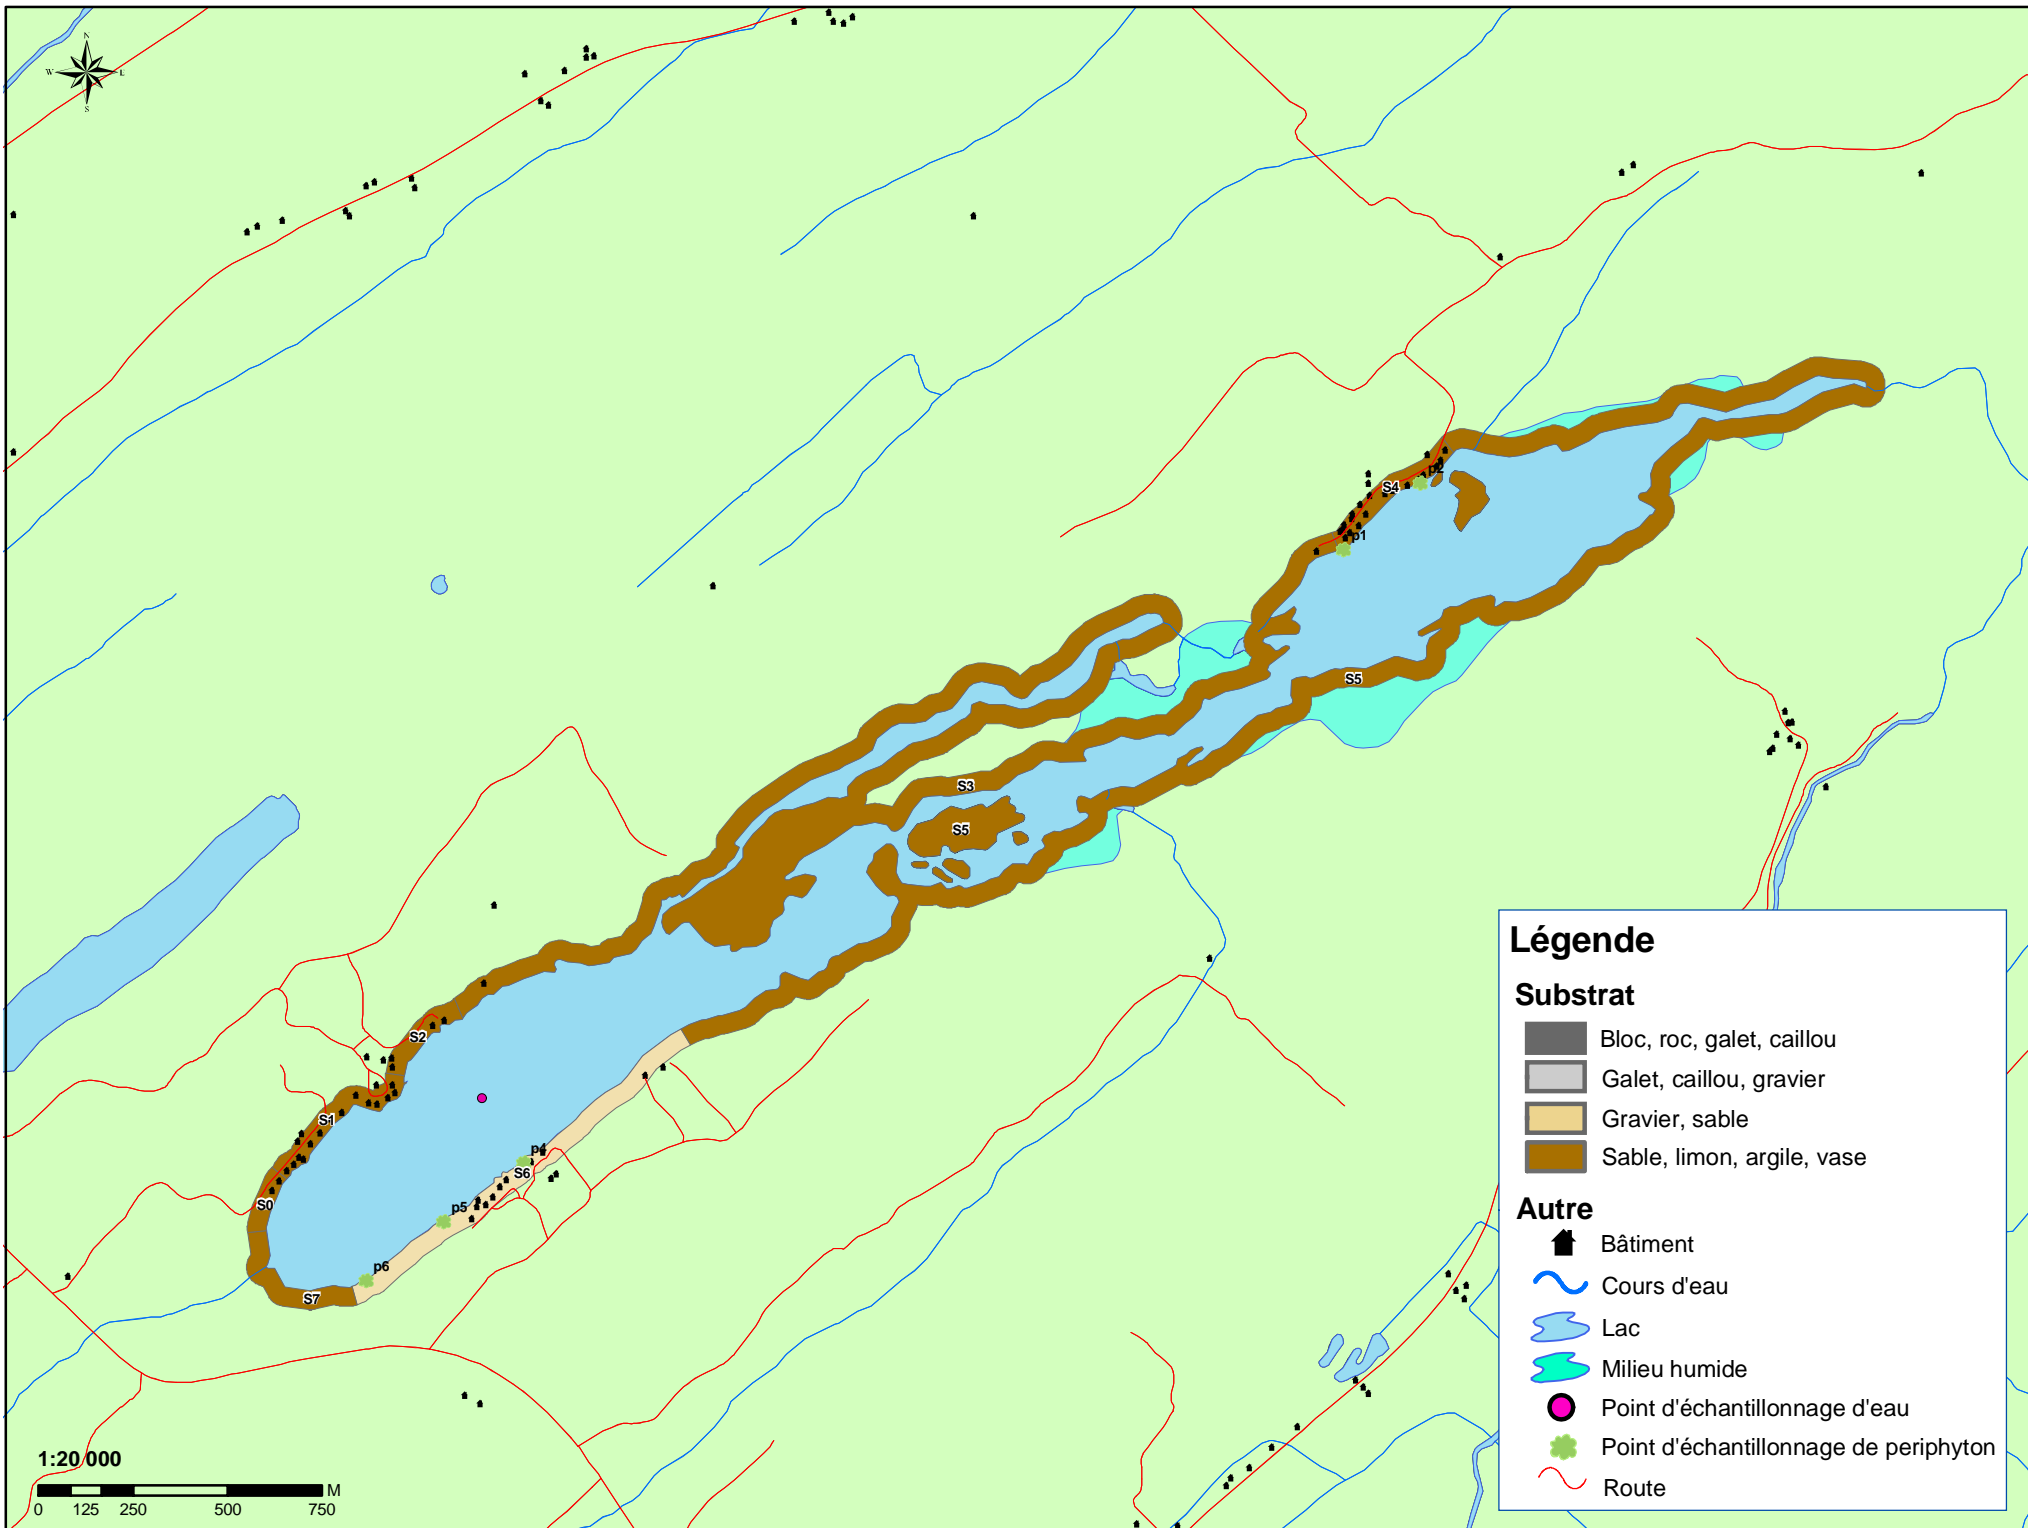 N
W E
S
p2
S4
p1
S5
S3
S5
S2
S1
p4
S6
S0
p5
p6
S7
Légende
Substrat
Bloc, roc, galet, caillou
Galet, caillou, gravier
Gravier, sable
Sable, limon, argile, vase
Autre
Bâtiment
Cours d'eau
Lac
Milieu humide
Point d'échantillonnage d'eau
Point d'échantillonnage de periphyton
Route
1:20 000
M
0 125 250 500 750